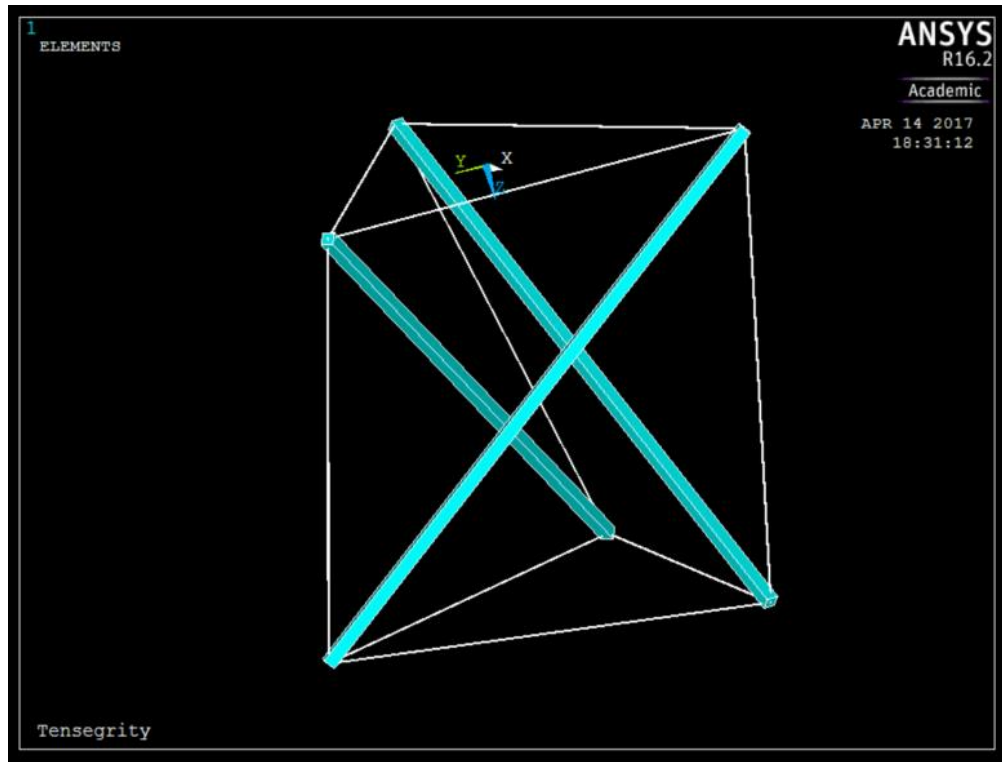 1
ELEMENTS
ANSYS
R16.2
Academic
APR 14 2017
18:31:12
Y
X
Z
Tensegrity